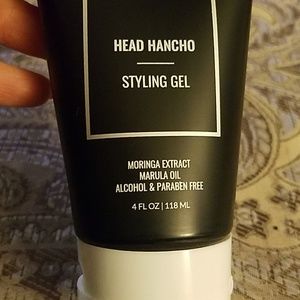 HEAD HANCHO
STYLING GEL
MORINGA EXTRACT
MARULA OIL
ALCOHOL & PARABEN FREE
4 FL OZ | 118 ML